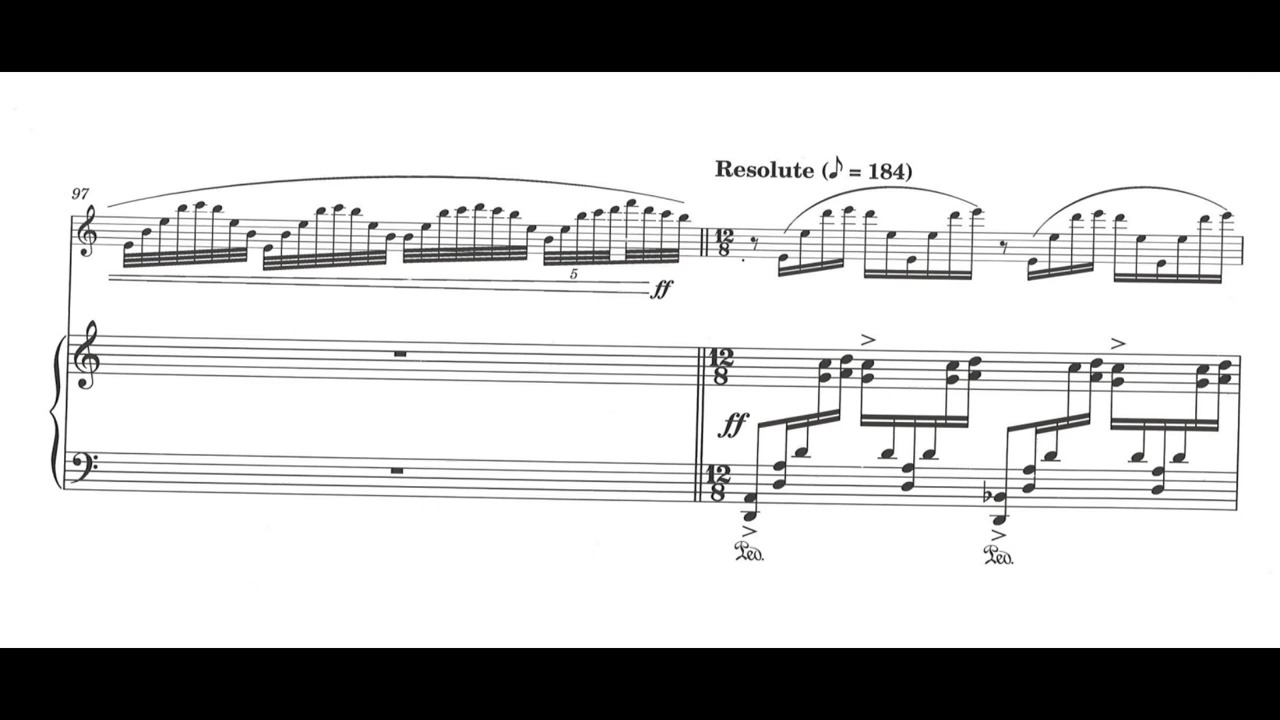 97
Resolute (♪ = 184)
12
8
5
ff
12
8
ff
12
8
Ped.
Ped.